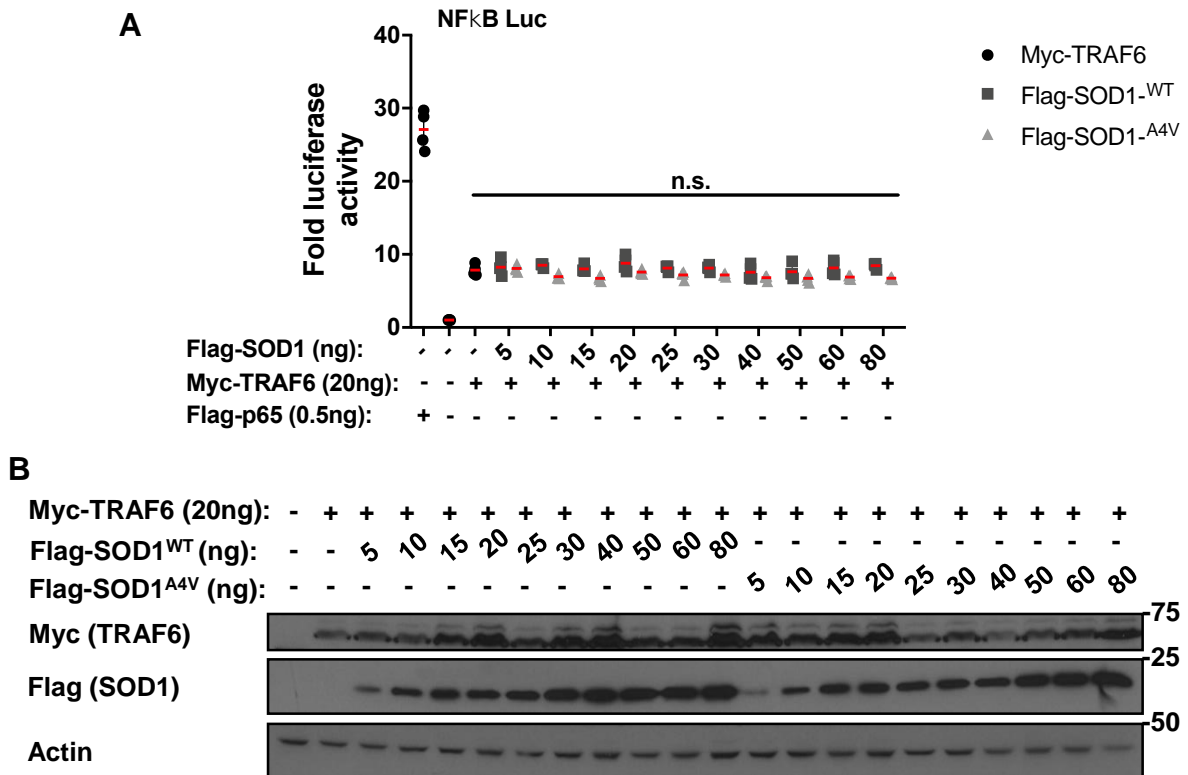 A
NFkB Luc
Fold luciferase
activity
40
30
20
10
0
n.s.
Myc-TRAF6
Flag-SOD1-WT
Flag-SOD1-A4V
Flag-SOD1 (ng): - - - 5 10 15 20 25 30 40 50 60 80
Myc-TRAF6 (20ng): - - + + + + + + + + + + +
Flag-p65 (0.5ng): + - - - - - - - - - - - -
B
Myc-TRAF6 (20ng): - + + + + + + + + + + + + + + + + + + + + +
Flag-SOD1WT (ng): - - 5 10 15 20 25 30 40 50 60 80 - - - - - - - - - -
Flag-SOD1A4V (ng): - - - - - - - - - - - - 5 10 15 20 25 30 40 50 60 80
Myc (TRAF6)
-75
Flag (SOD1)
-25
Actin
-50